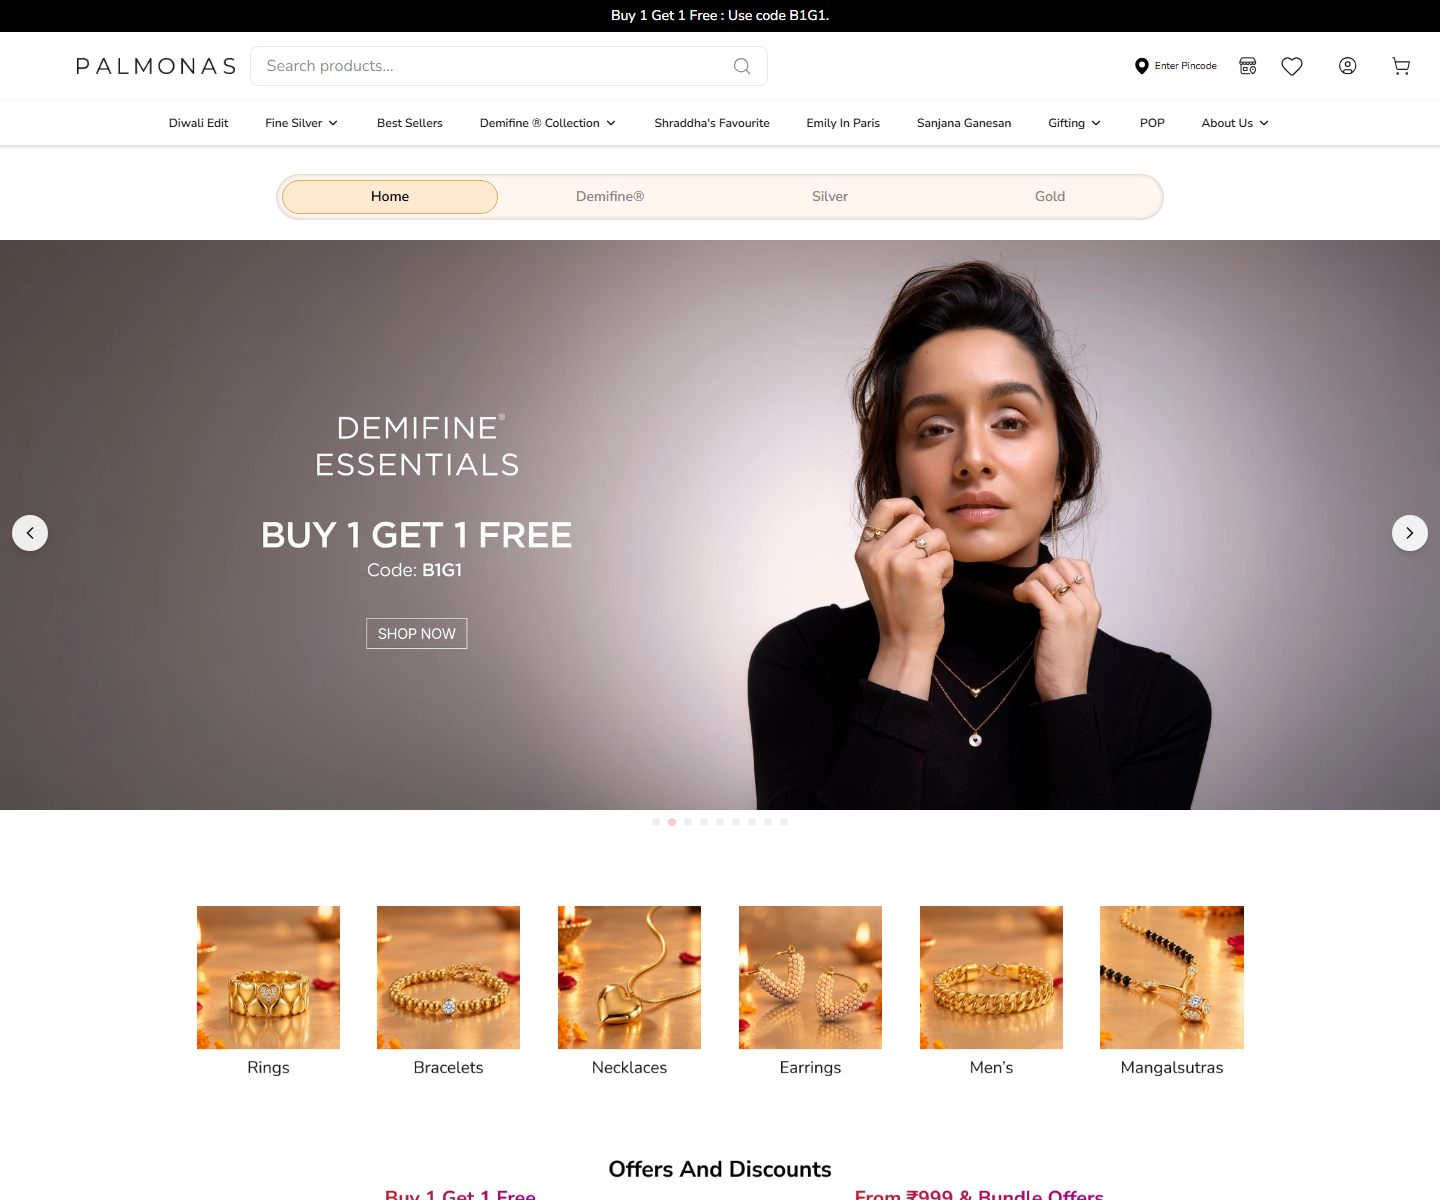 Buy 1 Get 1 Free : Use code B1G1.
PALMONAS
Search products...
Enter Pincode
Diwali Edit
Fine Silver
Best Sellers
Demifine ® Collection
Shraddha's Favourite
Emily In Paris
Sanjana Ganesan
Gifting
POP
About Us
Home
Demifine®
Silver
Gold
DEMIFINE®
ESSENTIALS
BUY 1 GET 1 FREE
Code: B1G1
SHOP NOW
Rings
Bracelets
Necklaces
Earrings
Men's
Mangalsutras
Offers And Discounts
Buy 1 Get 1 Free
From ₹999 & Bundle Offers